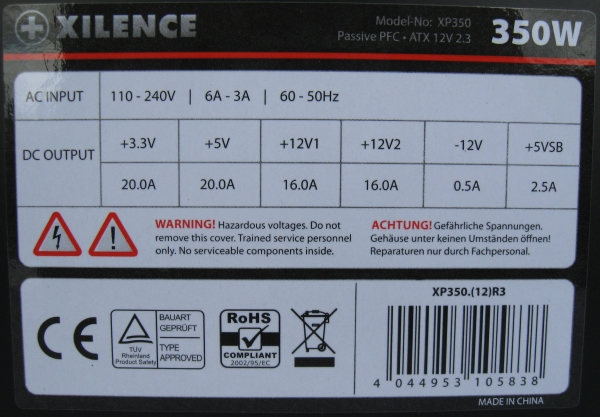 XILENCE
Model-No: XP350
Passive PFC • ATX 12V 2.3
350W
AC INPUT 110 - 240V | 6A - 3A | 60 - 50Hz
DC OUTPUT +3.3V +5V +12V1 +12V2 -12V +5VSB
20.0A 20.0A 16.0A 16.0A 0.5A 2.5A
WARNING! Hazardous voltages. Do not
remove this cover. Trained service personnel
only. No serviceable components inside.
ACHTUNG! Gefährliche Spannungen.
Gehäuse unter keinen Umständen öffnen!
Reparaturen nur durch Fachpersonal.
CE
TÜV
Rheinland
Product Safety
BAUART
GEPRÜFT
TYPE
APPROVED
RoHS
COMPLIANT
2002/95/EC
XP350.(12)R3
4 044953 105838
MADE IN CHINA